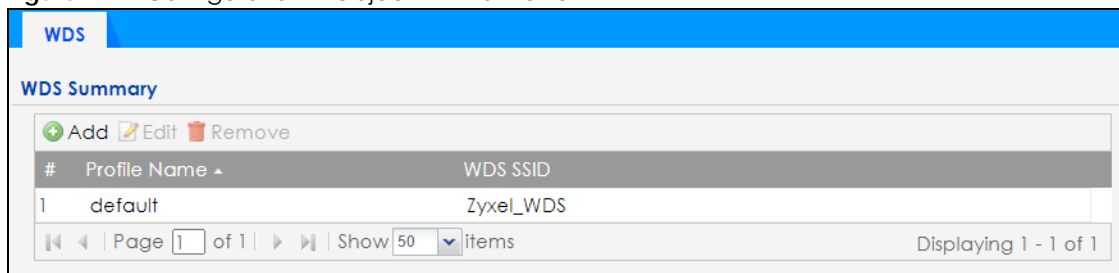 WDS
WDS Summary
Add Edit Remove
# Profile Name WDS SSID
1 default Zyxel_WDS
Page 1 of 1 Show 50 items Displaying 1 - 1 of 1